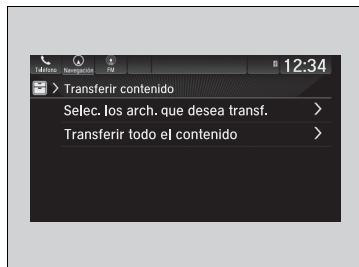 Teléfono Navegación FM 12:34
Transferir contenido
Selec. los arch. que desea transf.
Transferir todo el contenido